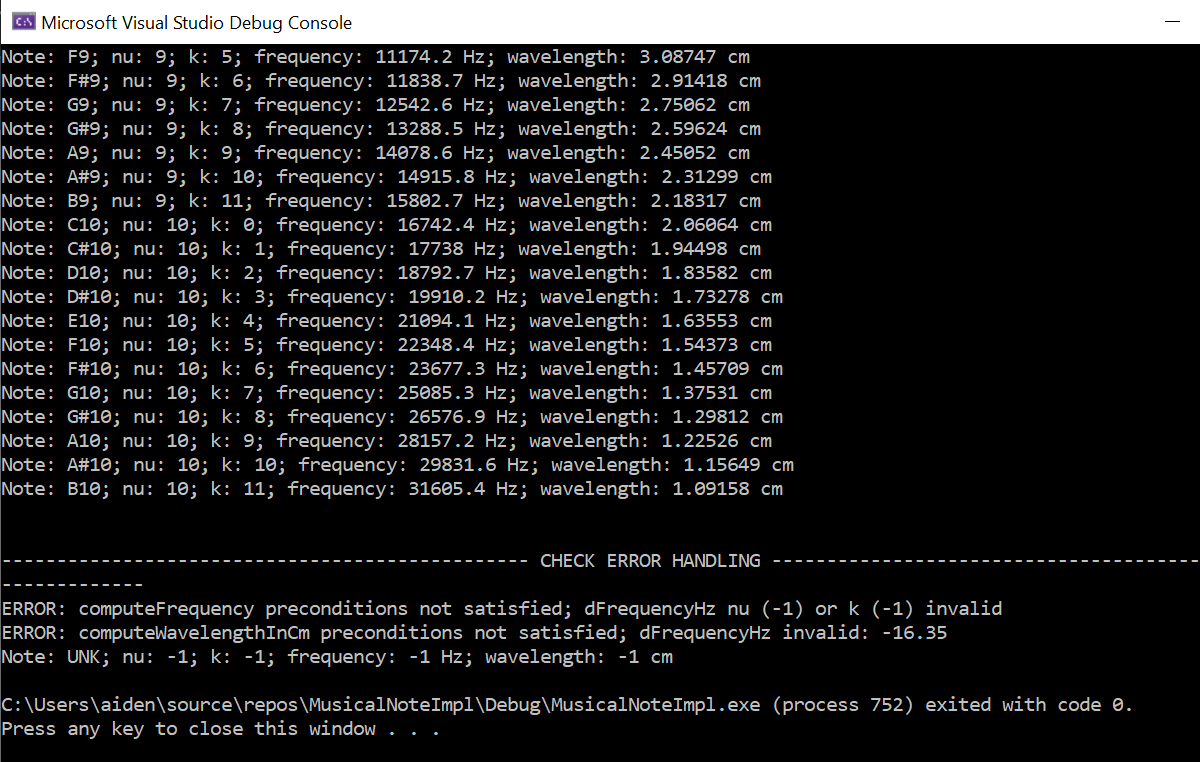 C:\ Microsoft Visual Studio Debug Console
Note: F9; nu: 9; k: 5; frequency: 11174.2 Hz; wavelength: 3.08747 cm
Note: F#9; nu: 9; k: 6; frequency: 11838.7 Hz; wavelength: 2.91418 cm
Note: G9; nu: 9; k: 7; frequency: 12542.6 Hz; wavelength: 2.75062 cm
Note: G#9; nu: 9; k: 8; frequency: 13288.5 Hz; wavelength: 2.59624 cm
Note: A9; nu: 9; k: 9; frequency: 14078.6 Hz; wavelength: 2.45052 cm
Note: A#9; nu: 9; k: 10; frequency: 14915.8 Hz; wavelength: 2.31299 cm
Note: B9; nu: 9; k: 11; frequency: 15802.7 Hz; wavelength: 2.18317 cm
Note: C10; nu: 10; k: 0; frequency: 16742.4 Hz; wavelength: 2.06064 cm
Note: C#10; nu: 10; k: 1; frequency: 17738 Hz; wavelength: 1.94498 cm
Note: D10; nu: 10; k: 2; frequency: 18792.7 Hz; wavelength: 1.83582 cm
Note: D#10; nu: 10; k: 3; frequency: 19910.2 Hz; wavelength: 1.73278 cm
Note: E10; nu: 10; k: 4; frequency: 21094.1 Hz; wavelength: 1.63553 cm
Note: F10; nu: 10; k: 5; frequency: 22348.4 Hz; wavelength: 1.54373 cm
Note: F#10; nu: 10; k: 6; frequency: 23677.3 Hz; wavelength: 1.45709 cm
Note: G10; nu: 10; k: 7; frequency: 25085.3 Hz; wavelength: 1.37531 cm
Note: G#10; nu: 10; k: 8; frequency: 26576.9 Hz; wavelength: 1.29812 cm
Note: A10; nu: 10; k: 9; frequency: 28157.2 Hz; wavelength: 1.22526 cm
Note: A#10; nu: 10; k: 10; frequency: 29831.6 Hz; wavelength: 1.15649 cm
Note: B10; nu: 10; k: 11; frequency: 31605.4 Hz; wavelength: 1.09158 cm
------------------------------------------------ CHECK ERROR HANDLING ---------------------------------------
-------------
ERROR: computeFrequency preconditions not satisfied; dFrequencyHz nu (-1) or k (-1) invalid
ERROR: computeWavelengthInCm preconditions not satisfied; dFrequencyHz invalid: -16.35
Note: UNK; nu: -1; k: -1; frequency: -1 Hz; wavelength: -1 cm
C:\Users\aiden\source\repos\MusicalNoteImpl\Debug\MusicalNoteImpl.exe (process 752) exited with code 0.
Press any key to close this window . . .